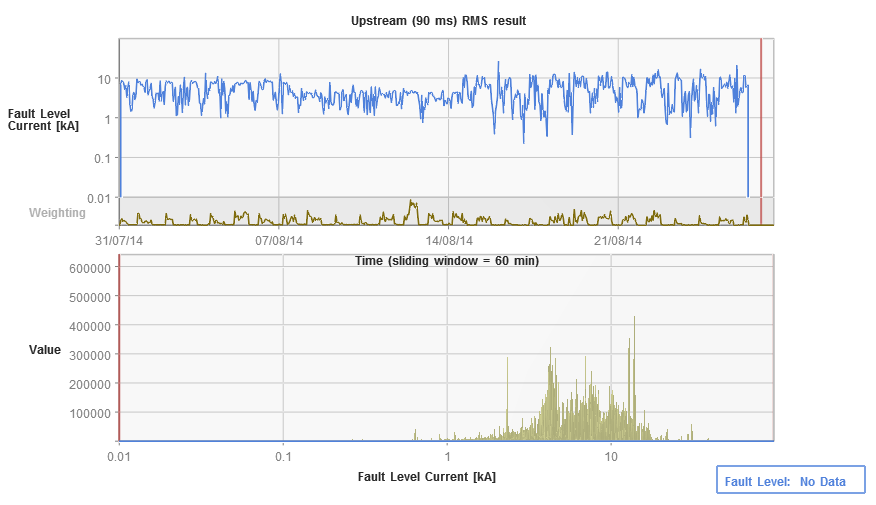 Upstream (90 ms) RMS result
10
Fault Level
Current [kA]
1
0.1
0.01
Weighting
31/07/14 07/08/14 14/08/14 21/08/14
Time (sliding window = 60 min)
600000
500000
400000
Value
300000
200000
100000
0.01 0.1 1 10
Fault Level Current [kA]
Fault Level: No Data